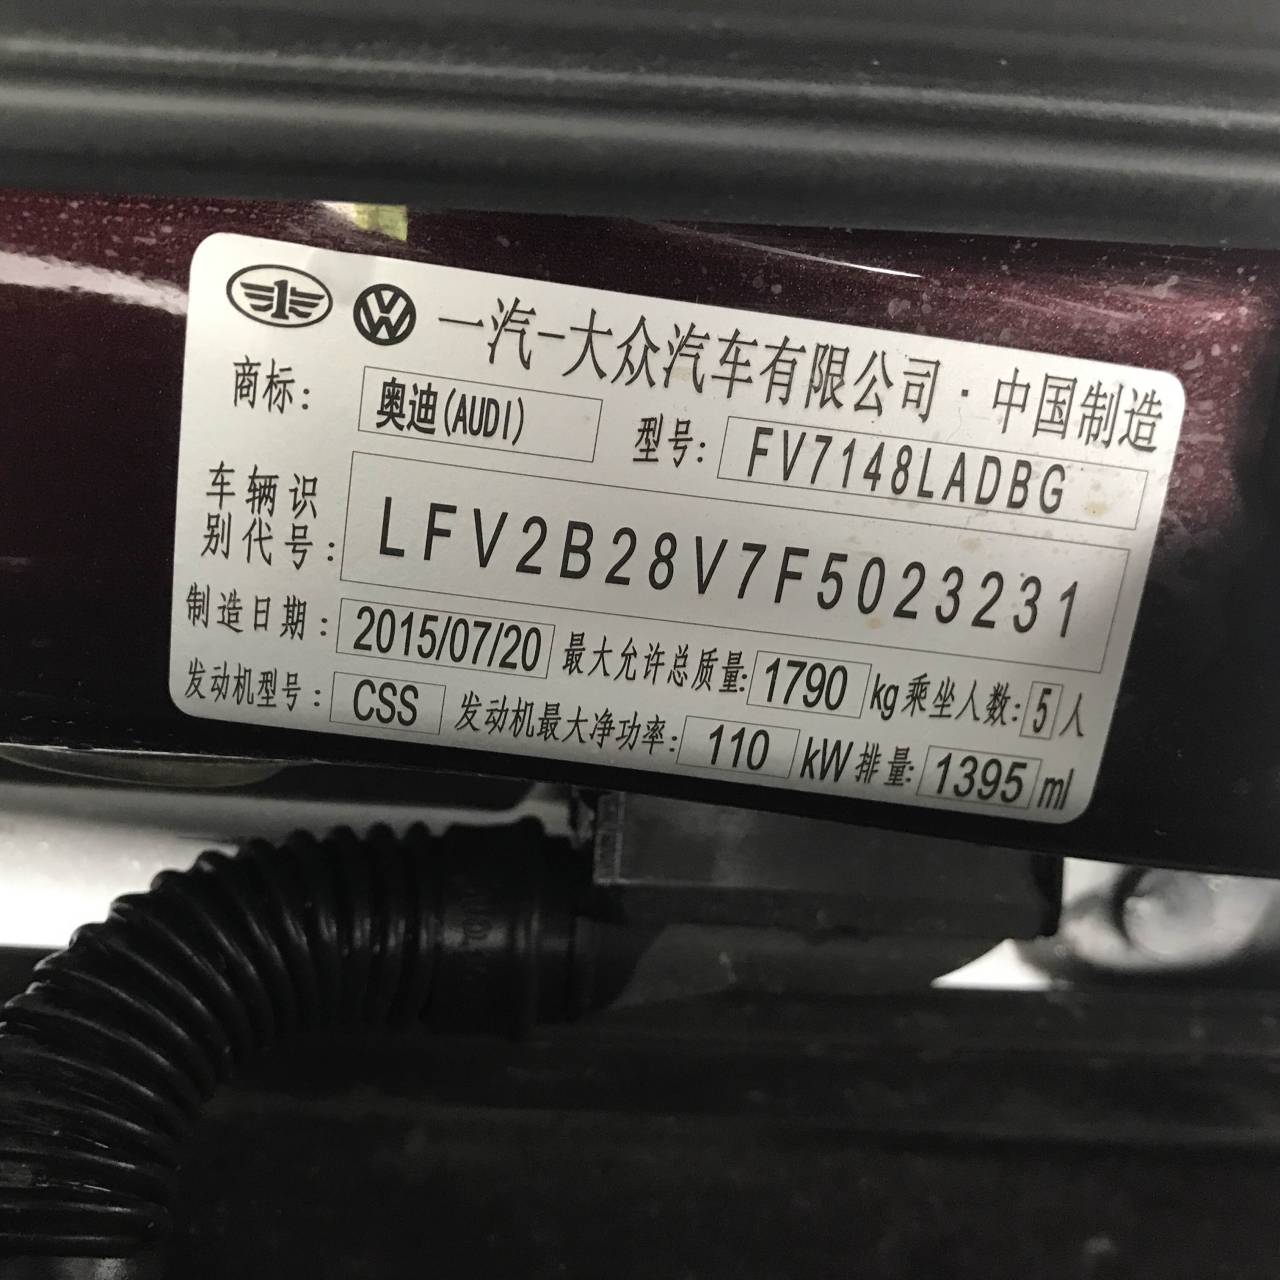 一汽-大众汽车有限公司·中国制造
商标: 奥迪(AUDI) 型号: FV7148LADBG
车辆识别代号: LFV2B28V7F5023231
制造日期: 2015/07/20 最大允许总质量: 1790 kg 乘坐人数: 5 人
发动机型号: CSS 发动机最大净功率: 110 kW 排量: 1395 ml